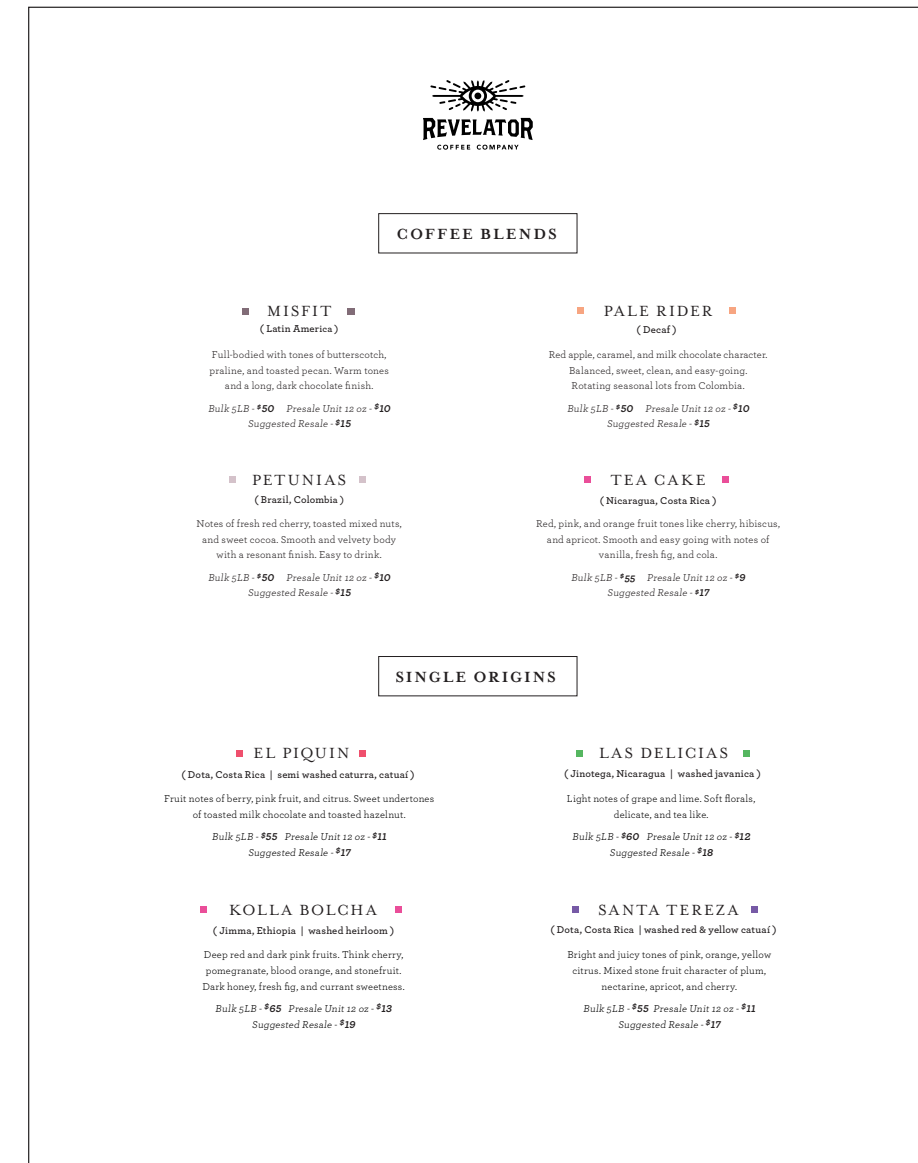 REVELATOR
COFFEE COMPANY
COFFEE BLENDS
MISFIT
( Latin America )
Full-bodied with tones of butterscotch,
praline, and toasted pecan. Warm tones
and a long, dark chocolate finish.
Bulk 5LB - $50 Presale Unit 12 oz - $10
Suggested Resale - $15
PALE RIDER
( Decaf )
Red apple, caramel, and milk chocolate character.
Balanced, sweet, clean, and easy-going.
Rotating seasonal lots from Colombia.
Bulk 5LB - $50 Presale Unit 12 oz - $10
Suggested Resale - $15
PETUNIAS
( Brazil, Colombia )
Notes of fresh red cherry, toasted mixed nuts,
and sweet cocoa. Smooth and velvety body
with a resonant finish. Easy to drink.
Bulk 5LB - $50 Presale Unit 12 oz - $10
Suggested Resale - $15
TEA CAKE
( Nicaragua, Costa Rica )
Red, pink, and orange fruit tones like cherry, hibiscus,
and apricot. Smooth and easy going with notes of
vanilla, fresh fig, and cola.
Bulk 5LB - $55 Presale Unit 12 oz - $9
Suggested Resale - $17
SINGLE ORIGINS
EL PIQUIN
( Dota, Costa Rica | semi washed caturra, catuaí )
Fruit notes of berry, pink fruit, and citrus. Sweet undertones
of toasted milk chocolate and toasted hazelnut.
Bulk 5LB - $55 Presale Unit 12 oz - $11
Suggested Resale - $17
LAS DELICIAS
( Jinotega, Nicaragua | washed javanica )
Light notes of grape and lime. Soft florals,
delicate, and tea like.
Bulk 5LB - $60 Presale Unit 12 oz - $12
Suggested Resale - $18
KOLLA BOLCHA
( Jimma, Ethiopia | washed heirloom )
Deep red and dark pink fruits. Think cherry,
pomegranate, blood orange, and stonefruit.
Dark honey, fresh fig, and currant sweetness.
Bulk 5LB - $65 Presale Unit 12 oz - $13
Suggested Resale - $19
SANTA TEREZA
( Dota, Costa Rica | washed red & yellow catuaí )
Bright and juicy tones of pink, orange, yellow
citrus. Mixed stone fruit character of plum,
nectarine, apricot, and cherry.
Bulk 5LB - $55 Presale Unit 12 oz - $11
Suggested Resale - $17